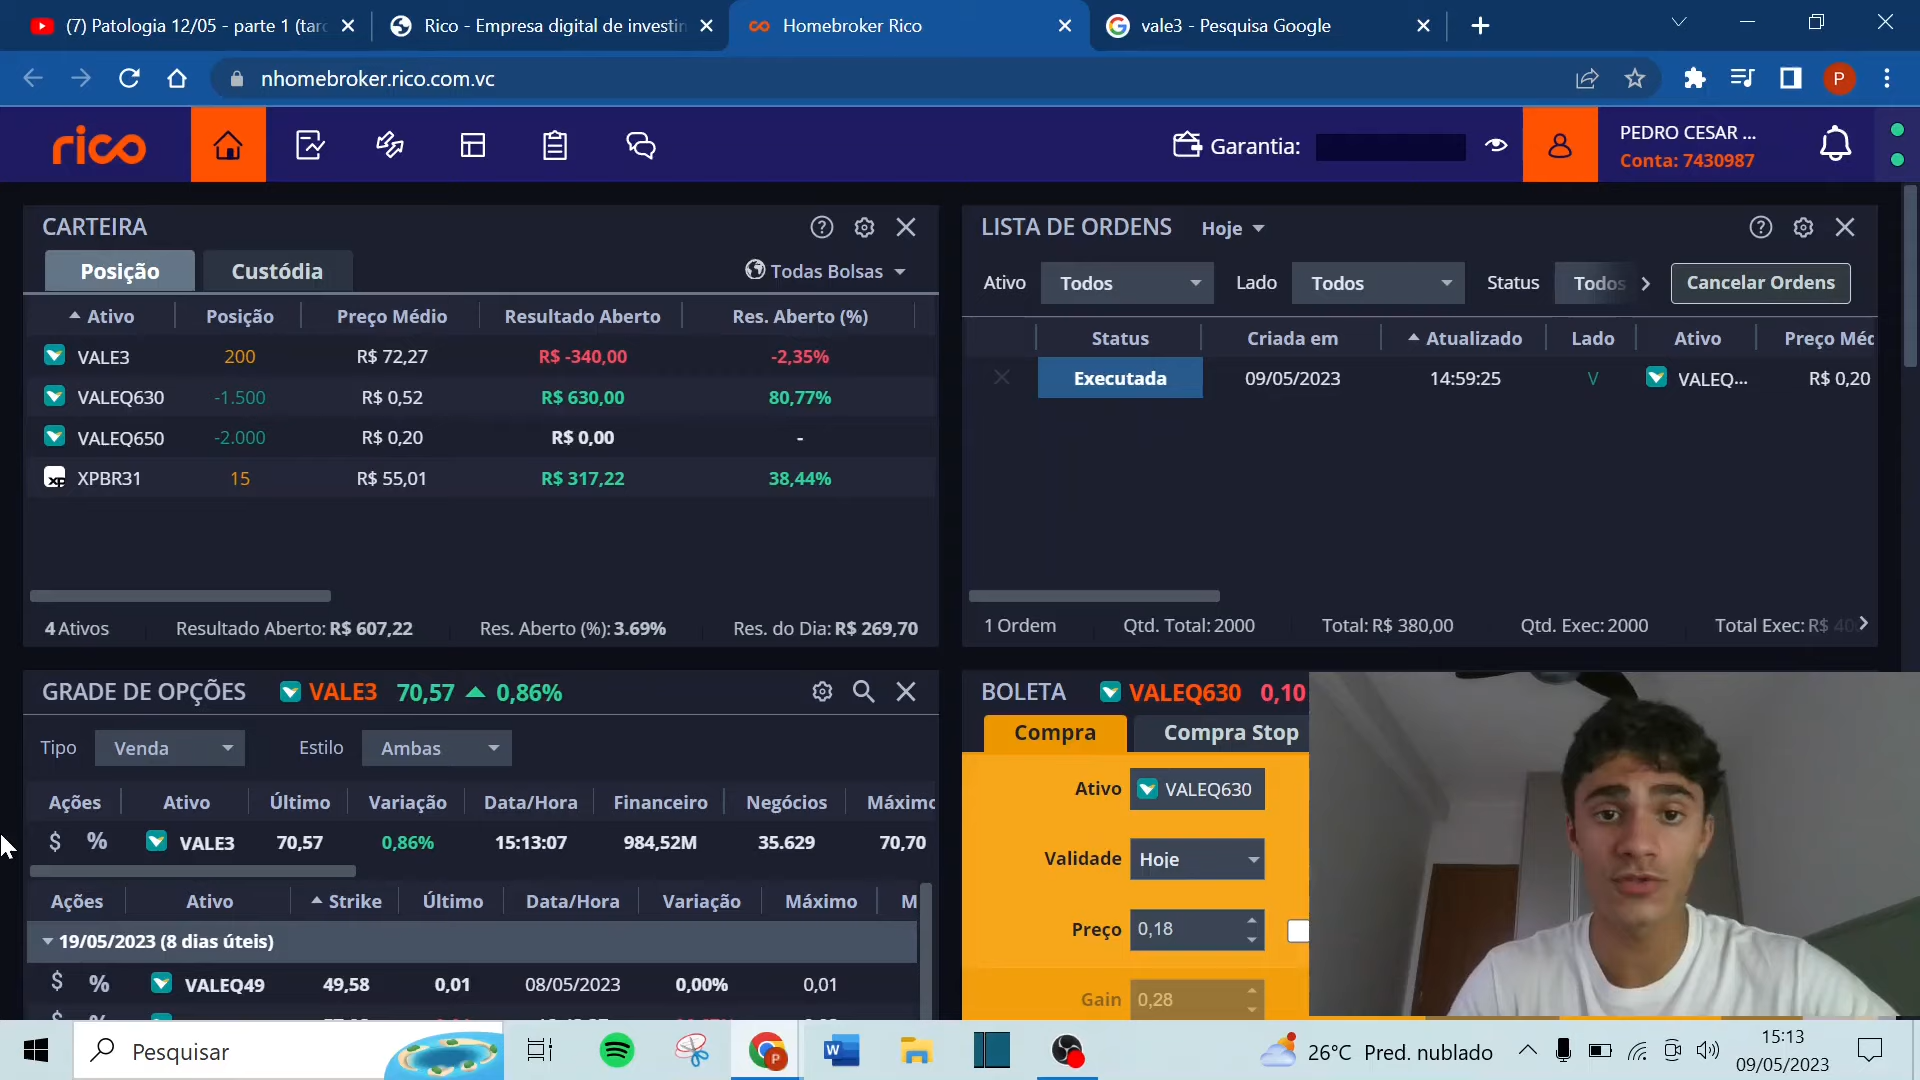 (7) Patologia 12/05 - parte 1 (tar
Rico - Empresa digital de investin
Homebroker Rico
vale3 - Pesquisa Google
nhomebroker.rico.com.vc
P
rico
Garantia:
PEDRO CESAR ...
Conta: 7430987
CARTEIRA
Posição
Custódia
Todas Bolsas
Ativo Posição Preço Médio Resultado Aberto Res. Aberto (%)
VALE3 200 R$ 72,27 R$ -340,00 -2,35%
VALEQ630 -1.500 R$ 0,52 R$ 630,00 80,77%
VALEQ650 -2.000 R$ 0,20 R$ 0,00 -
XPBR31 15 R$ 55,01 R$ 317,22 38,44%
4 Ativos Resultado Aberto: R$ 607,22 Res. Aberto (%): 3.69% Res. do Dia: R$ 269,70
LISTA DE ORDENS Hoje
Ativo Todos Lado Todos Status Todos Cancelar Ordens
Status Criada em Atualizado Lado Ativo Preço Méd
Executada 09/05/2023 14:59:25 V VALEQ... R$ 0,20
1 Ordem Qtd. Total: 2000 Total: R$ 380,00 Qtd. Exec: 2000 Total Exec: R$ 40
GRADE DE OPÇÕES VALE3 70,57 0,86%
Tipo Venda Estilo Ambas
Ações Ativo Último Variação Data/Hora Financeiro Negócios Máximo
$ % VALE3 70,57 0,86% 15:13:07 984,52M 35.629 70,70
Ações Ativo Strike Último Data/Hora Variação Máximo M
19/05/2023 (8 dias úteis)
$ % VALEQ49 49,58 0,01 08/05/2023 0,00% 0,01
BOLETA VALEQ630 0,10
Compra Compra Stop
Ativo VALEQ630
Validade Hoje
Preço 0,18
Gain 0,28
Pesquisar
26°C Pred. nublado
15:13
09/05/2023